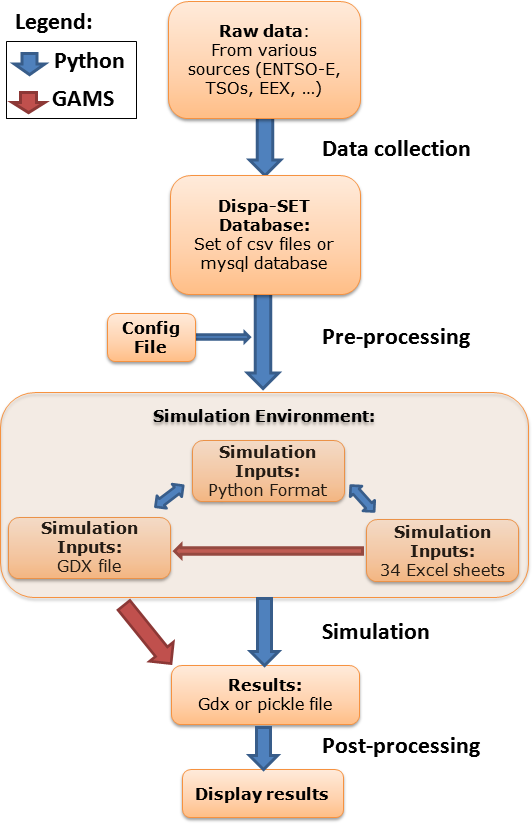 Legend:
Python
GAMS
Raw data:
From various
sources (ENTSO-E,
TSOs, EEX, ...)
Data collection
Dispa-SET
Database:
Set of csv files or
mysql database
Config
File
Pre-processing
Simulation Environment:
Simulation
Inputs:
Python Format
Simulation
Inputs:
GDX file
Simulation
Inputs:
34 Excel sheets
Simulation
Results:
Gdx or pickle file
Post-processing
Display results